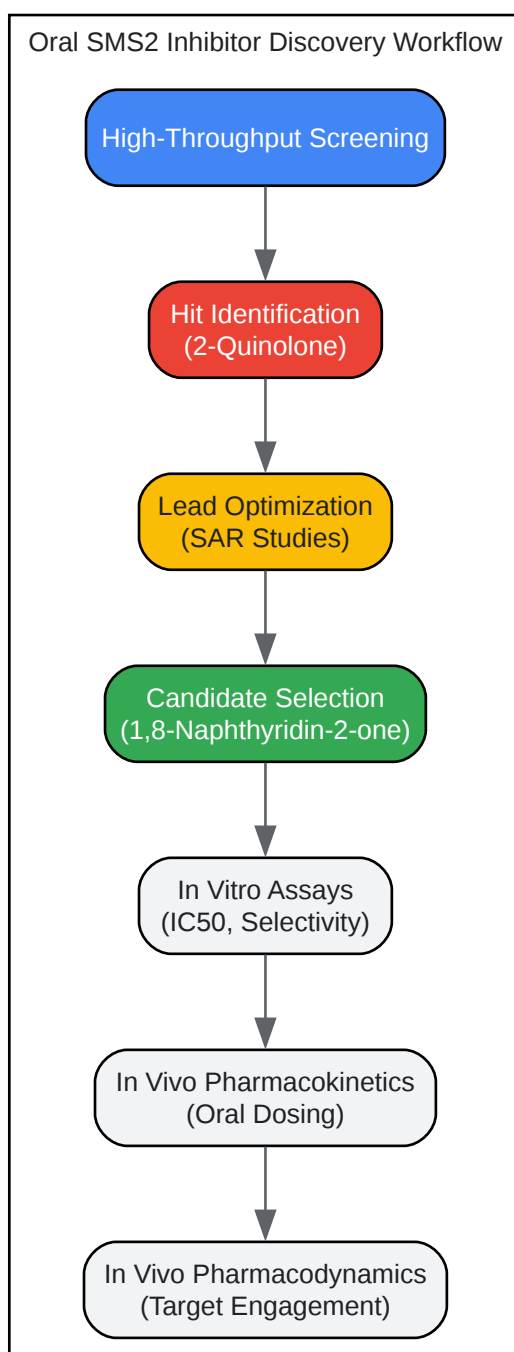 Oral SMS2 Inhibitor Discovery Workflow
High-Throughput Screening
Hit Identification
(2-Quinolone)
Lead Optimization
(SAR Studies)
Candidate Selection
(1,8-Naphthyridin-2-one)
In Vitro Assays
(IC50, Selectivity)
In Vivo Pharmacokinetics
(Oral Dosing)
In Vivo Pharmacodynamics
(Target Engagement)